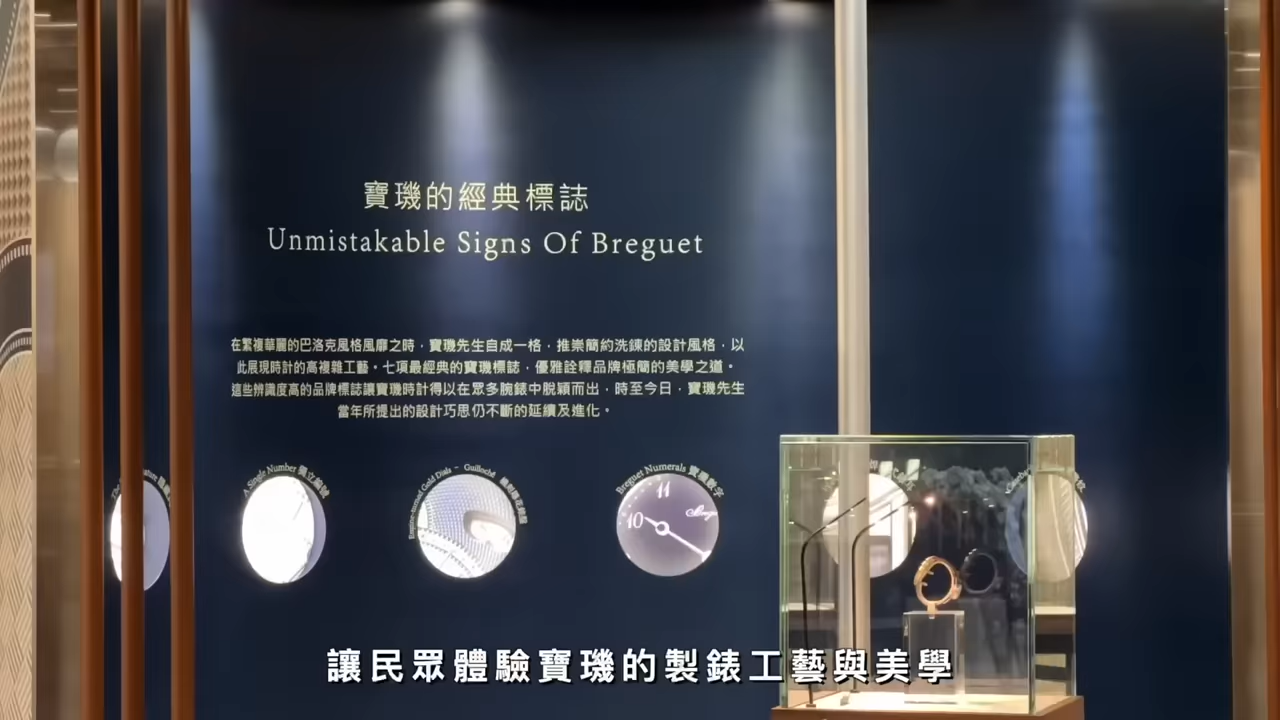 寶璣的經典標誌
Unmistakable Signs Of Breguet
在繁複華麗的巴洛克風格風靡之時，寶璣先生自成一格，推崇簡約洗鍊的設計風格，以
此展現時計的高複雜工藝。七項最經典的寶璣標誌，優雅詮釋品牌極簡的美學之道。
這些辨識度高的品牌標誌讓寶璣時計得以在眾多腕錶中脫穎而出，時至今日，寶璣先生
當年所提出的設計巧思仍不斷的延續及進化。
A Single Number 獨立編號
Engine-turned Gold Dials - Guilloché
Breguet Numerals 寶璣數字
11
10
讓民眾體驗寶璣的製錶工藝與美學